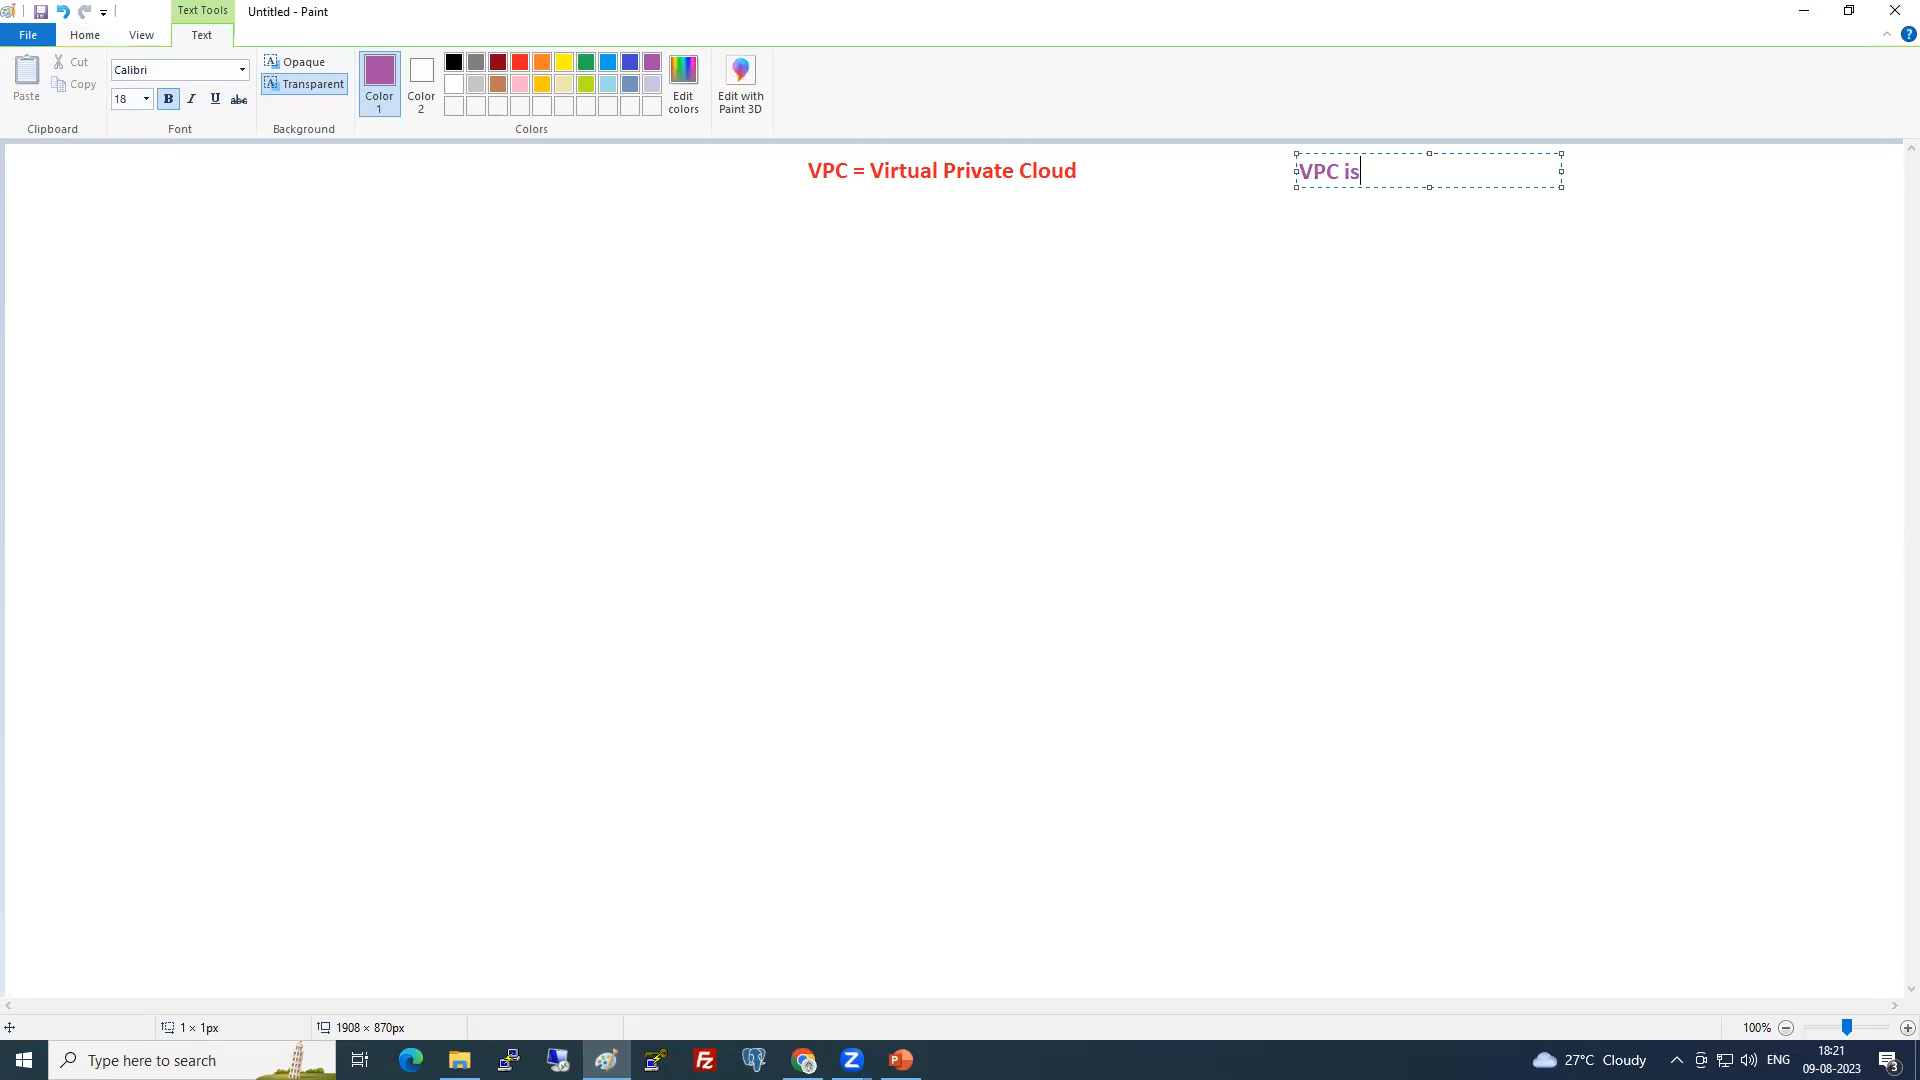 Text Tools
Untitled - Paint
File
Home
View
Text
Paste
Cut
Copy
Clipboard
Calibri
18
B
I
U
abc
Font
Opaque
Transparent
Background
Color
1
Color
2
Edit
colors
Colors
Edit with
Paint 3D
VPC = Virtual Private Cloud
VPC is
1 × 1px
1908 × 870px
100%
Type here to search
27°C Cloudy
ENG
18:21
09-08-2023
3